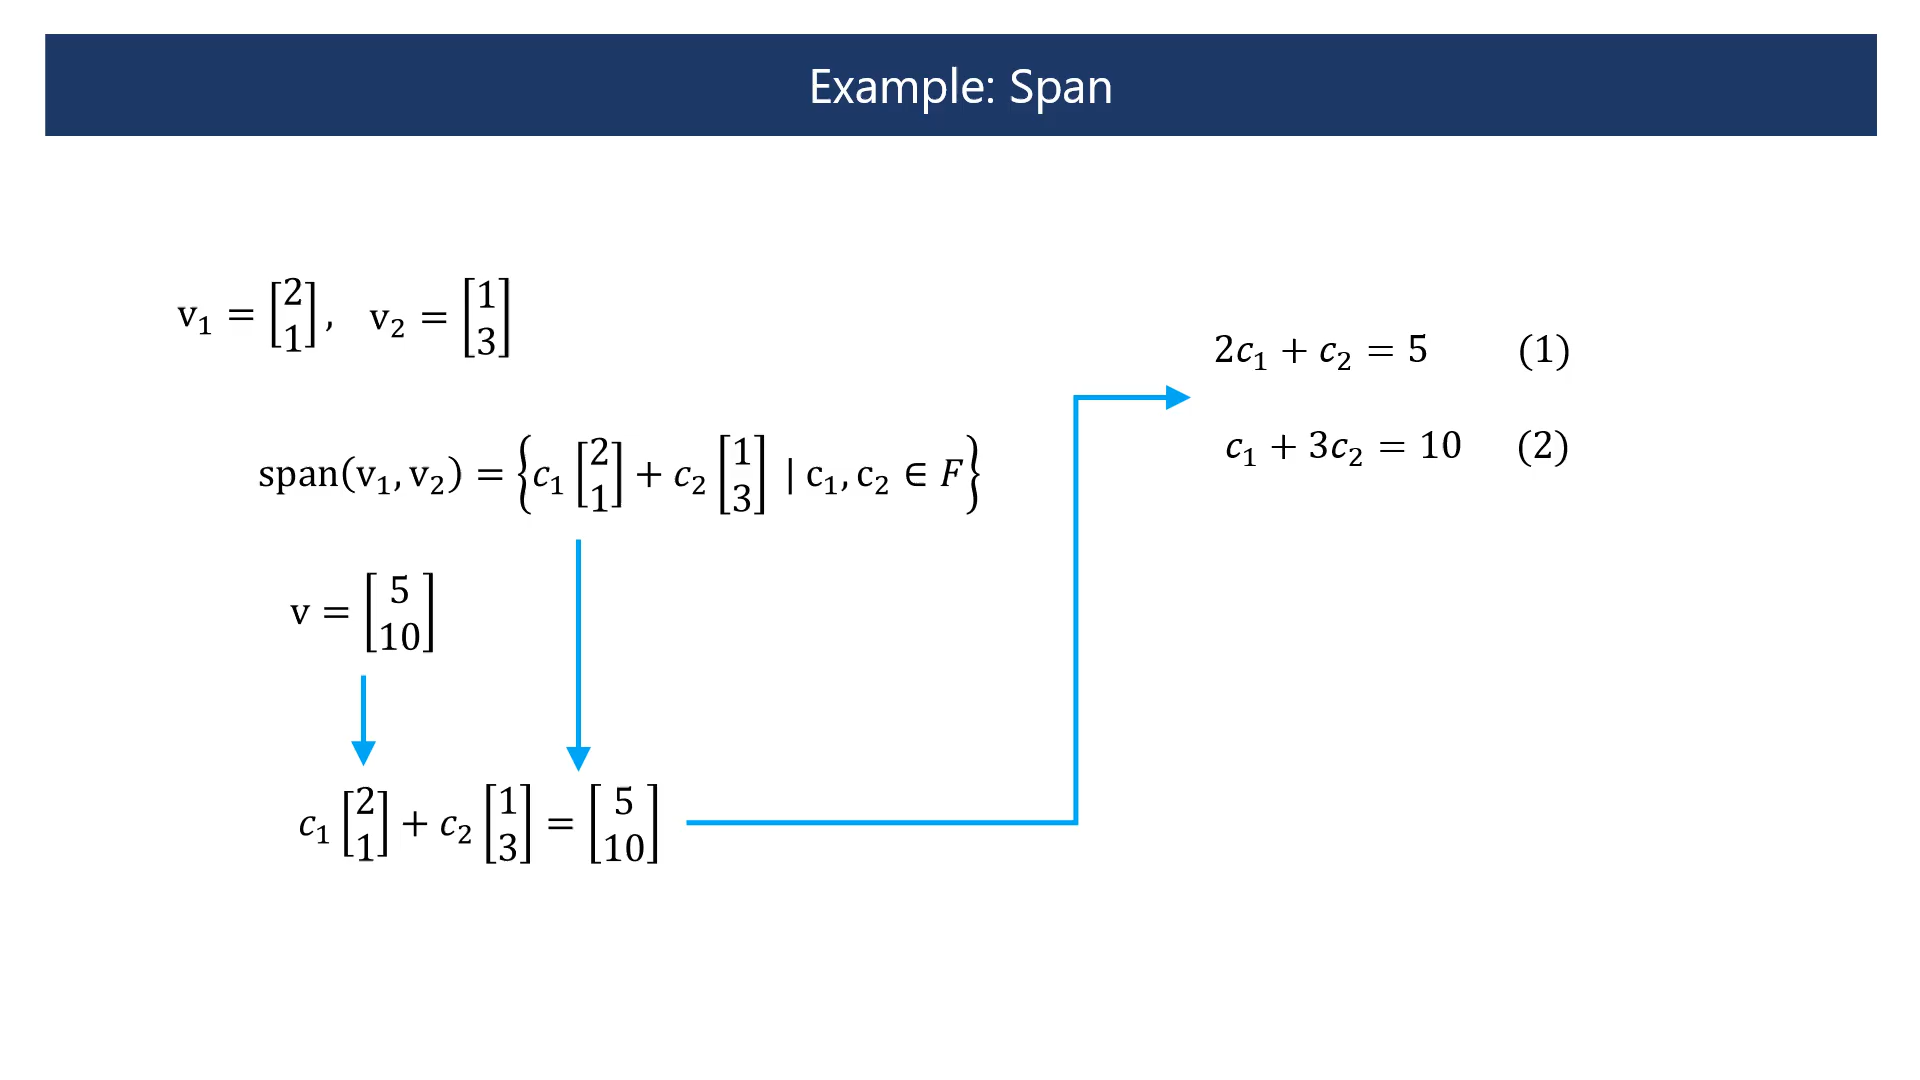 Example: Span
v₁ = [2 1], v₂ = [1 3]
span(v₁, v₂) = {c₁ [2 1] + c₂ [1 3] | c₁, c₂ ∈ F}
v = [5 10]
c₁ [2 1] + c₂ [1 3] = [5 10]
2c₁ + c₂ = 5 (1)
c₁ + 3c₂ = 10 (2)